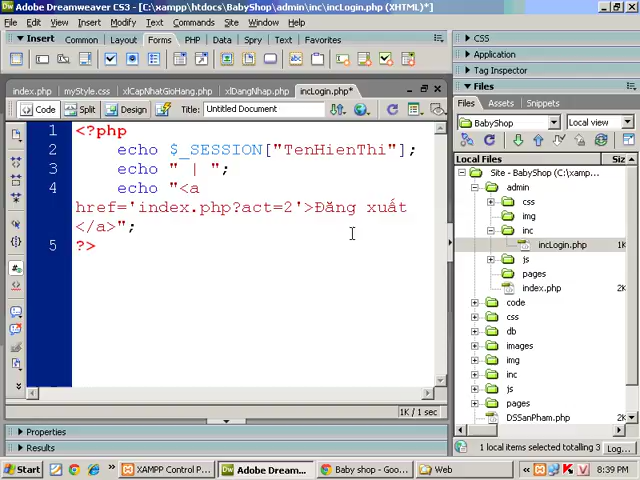 Adobe Dreamweaver CS3 - [C:\xampp\htdocs\BabyShop\admin\inc\incLogin.php (XHTML)*]
File Edit View Insert Modify Text Commands Site Window Help
Insert Common Layout Forms PHP Data Spry Text Favorites
index.php myStyle.css xlCapNhatGioHang.php xlDangNhap.php incLogin.php*
Code Split Design Title: Untitled Document
1 <?php
2 echo $_SESSION["TenHienThi"];
3 echo " | ";
4 echo "<a
href='index.php?act=2'>Đăng xuất
</a>";
5 ?>
1K / 1 sec
Properties
Results
CSS
Application
Tag Inspector
Files
Files Assets Snippets
BabyShop Local view
Local Files Size
Site - BabyShop (C:\xamp...
admin
css
img
inc
incLogin.php 1K
js
pages
index.php 2K
code
css
db
images
img
inc
js
pages
DSSanPham.php 2K
1 local items selected totalling 3 Log...
Start XAMPP Control P... Adobe Dream... Baby shop - Goo... Web 8:39 PM